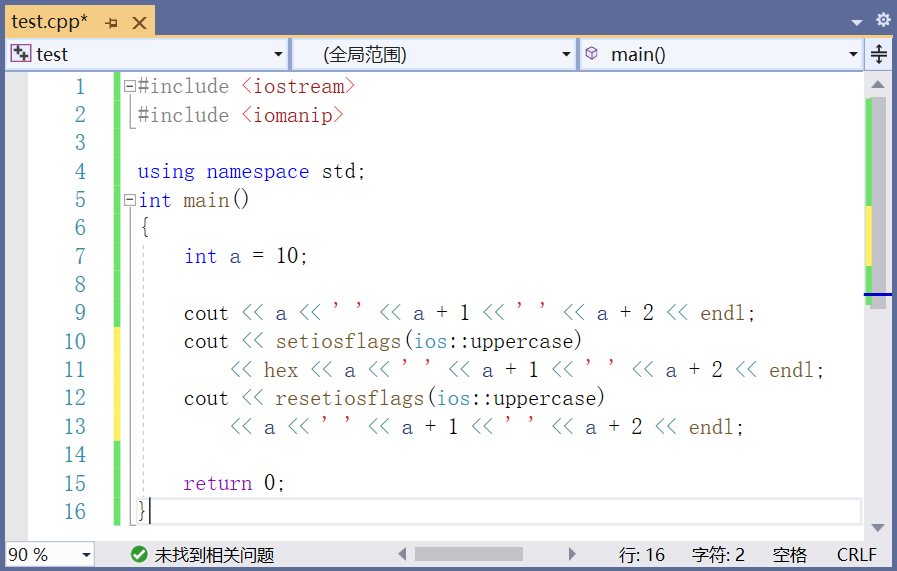 test.cpp*
test (全局范围) main()
1 #include <iostream>
2 #include <iomanip>
3
4 using namespace std;
5 int main()
6 {
7 int a = 10;
8
9 cout << a << ' ' << a + 1 << ' ' << a + 2 << endl;
10 cout << setiosflags(ios::uppercase)
11 << hex << a << ' ' << a + 1 << ' ' << a + 2 << endl;
12 cout << resetiosflags(ios::uppercase)
13 << a << ' ' << a + 1 << ' ' << a + 2 << endl;
14
15 return 0;
16 }
90 % 未找到相关问题 行: 16 字符: 2 空格 CRLF